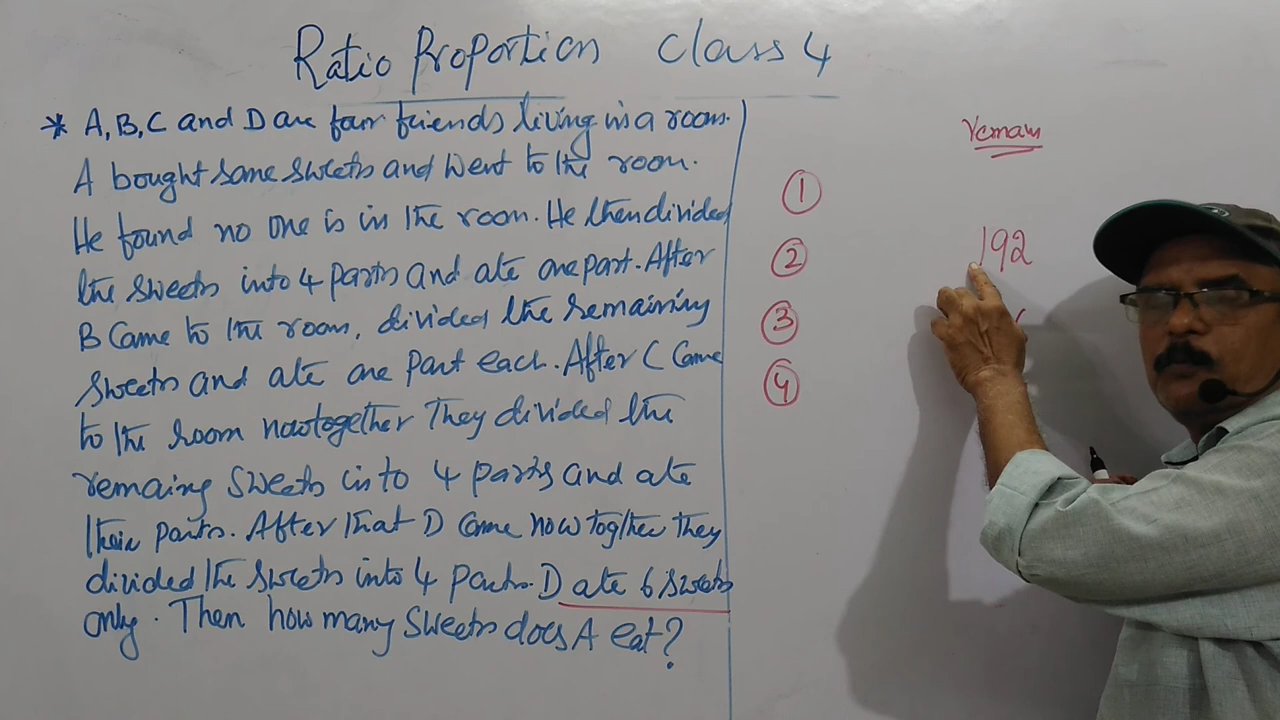 Ratio Proportion Class 4
* A, B, C and D are four friends living in a room.
A bought some sweets and went to the room.
He found no one is in the room. He then divided
the sweets into 4 parts and ate one part. After
B came to the room, divided the remaining
sweets and ate one part each. After C came
to the room now together They divided the
remaing sweets into 4 parts and ate
their parts. After that D came now togther they
divided the sweets into 4 parts. D ate 6 sweets
only. Then how many sweets does A eat?
1
2
3
4
192